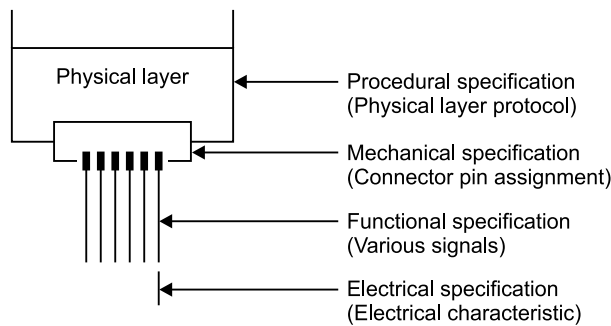 Physical layer
Procedural specification
(Physical layer protocol)
Mechanical specification
(Connector pin assignment)
Functional specification
(Various signals)
Electrical specification
(Electrical characteristic)